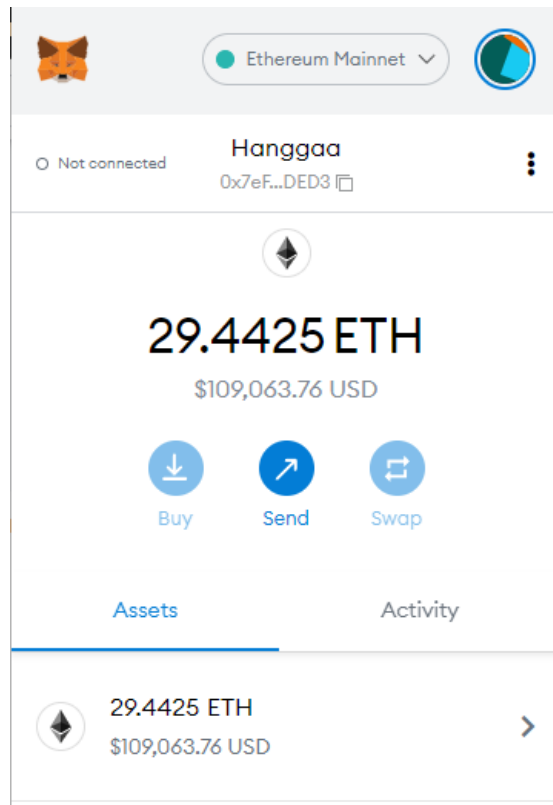 Ethereum Mainnet
Not connected
Hanggaa
0x7eF...DED3
29.4425 ETH
$109,063.76 USD
Buy
Send
Swap
Assets
Activity
29.4425 ETH
$109,063.76 USD